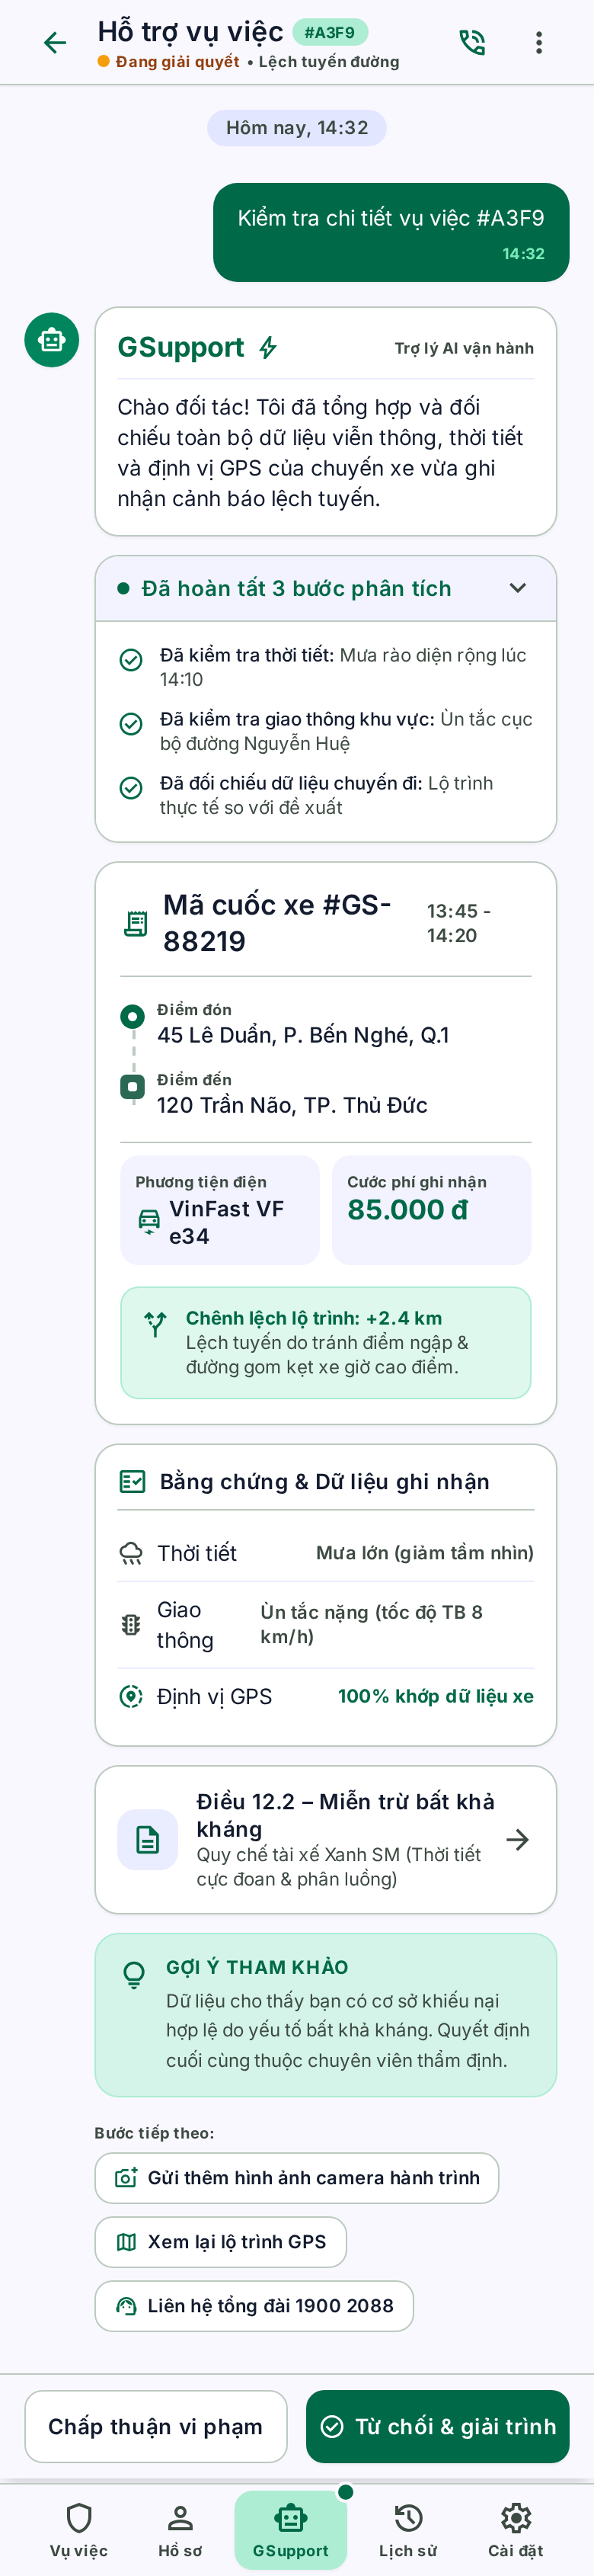 Hỗ trợ vụ việc #A3F9
Đang giải quyết • Lệch tuyến đường
Hôm nay, 14:32
Kiểm tra chi tiết vụ việc #A3F9
14:32
GSupport Trợ lý AI vận hành
Chào đối tác! Tôi đã tổng hợp và đối
chiếu toàn bộ dữ liệu viễn thông, thời tiết
và định vị GPS của chuyến xe vừa ghi
nhận cảnh báo lệch tuyến.
Đã hoàn tất 3 bước phân tích
Đã kiểm tra thời tiết: Mưa rào diện rộng lúc
14:10
Đã kiểm tra giao thông khu vực: Ùn tắc cục
bộ đường Nguyễn Huệ
Đã đối chiếu dữ liệu chuyến đi: Lộ trình
thực tế so với đề xuất
Mã cuốc xe #GS-
88219
13:45 -
14:20
Điểm đón
45 Lê Duẩn, P. Bến Nghé, Q.1
Điểm đến
120 Trần Não, TP. Thủ Đức
Phương tiện điện
VinFast VF
e34
Cước phí ghi nhận
85.000 đ
Chênh lệch lộ trình: +2.4 km
Lệch tuyến do tránh điểm ngập &
đường gom kẹt xe giờ cao điểm.
Bằng chứng & Dữ liệu ghi nhận
Thời tiết Mưa lớn (giảm tầm nhìn)
Giao
thông
Ùn tắc nặng (tốc độ TB 8
km/h)
Định vị GPS 100% khớp dữ liệu xe
Điều 12.2 – Miễn trừ bất khả
kháng
Quy chế tài xế Xanh SM (Thời tiết
cực đoan & phân luồng)
GỢI Ý THAM KHẢO
Dữ liệu cho thấy bạn có cơ sở khiếu nại
hợp lệ do yếu tố bất khả kháng. Quyết định
cuối cùng thuộc chuyên viên thẩm định.
Bước tiếp theo:
Gửi thêm hình ảnh camera hành trình
Xem lại lộ trình GPS
Liên hệ tổng đài 1900 2088
Chấp thuận vi phạm
Từ chối & giải trình
Vụ việc Hồ sơ GSupport Lịch sử Cài đặt